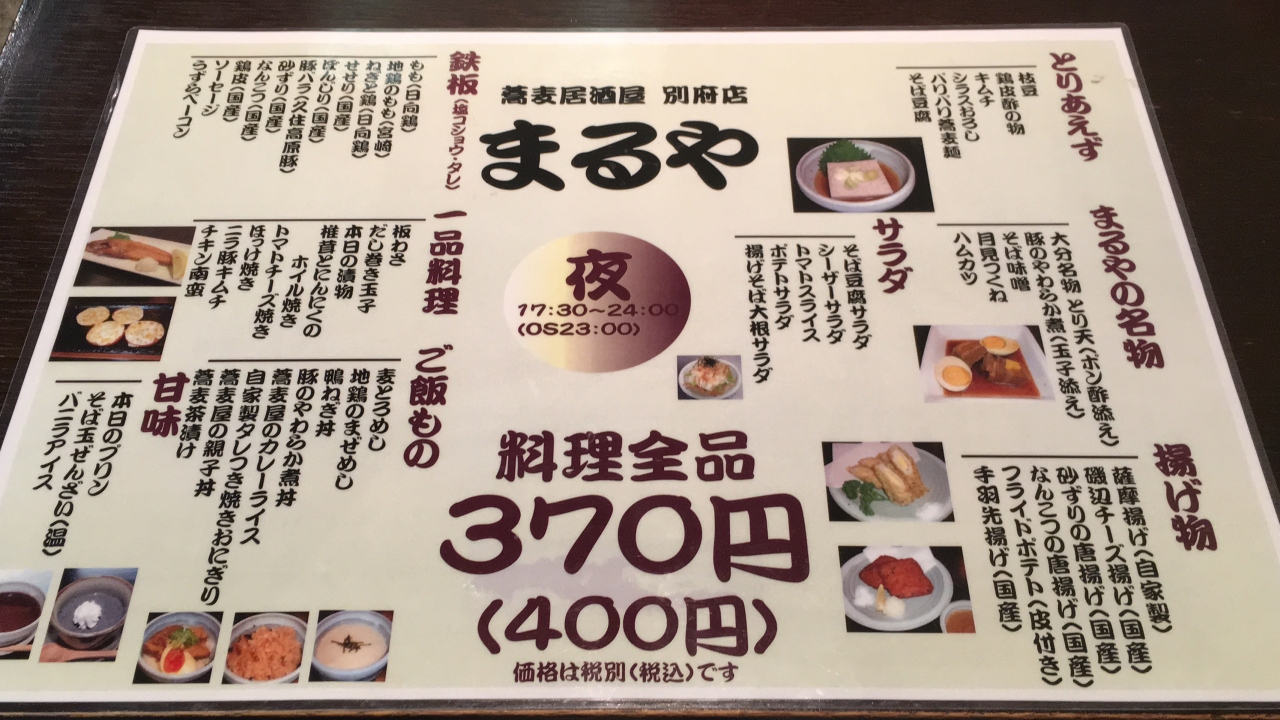 蕎麦居酒屋 別府店
まるや
夜
17:30~24:00
(OS23:00)
料理全品
370円
(400円)
価格は税別(税込)です
とりあえず
枝豆
鶏皮酢の物
キムチ
シラスおろし
パリパリ蕎麦麺
そば豆腐
まるやの名物
大分名物 とり天(ポン酢添え)
豚のやわらか煮(玉子添え)
そば味噌
月見つくね
ハムカツ
揚げ物
薩摩揚げ(自家製)
磯辺チーズ揚げ(国産)
砂ずりの唐揚げ(国産)
なんこつの唐揚げ(国産)
フライドポテト(皮付き)
手羽先揚げ(国産)
サラダ
そば豆腐サラダ
シーザーサラダ
トマトスライス
ポテトサラダ
揚げそば大根サラダ
鉄板(塩コショウ・タレ)
もも(日向鶏)
地鶏のもも(宮崎)
ねぎと鶏(日向鶏)
せせり(国産)
ぼんじり(国産)
豚バラ(久住高原豚)
砂ずり(国産)
なんこつ(国産)
鶏皮(国産)
ソーセージ
うずらベーコン
一品料理
板わさ
だし巻き玉子
本日の漬物
椎茸とにんにくの
ホイル焼き
トマトチーズ焼き
ほっけ焼き
ニラ豚キムチ
チキン南蛮
ご飯もの
麦とろめし
地鶏のまぜめし
鴨ねぎ丼
豚のやわらか煮丼
蕎麦屋のカレーライス
自家製タレつき焼きおにぎり
蕎麦屋の親子丼
蕎麦茶漬け
甘味
本日のプリン
そば玉ぜんざい(温)
バニラアイス